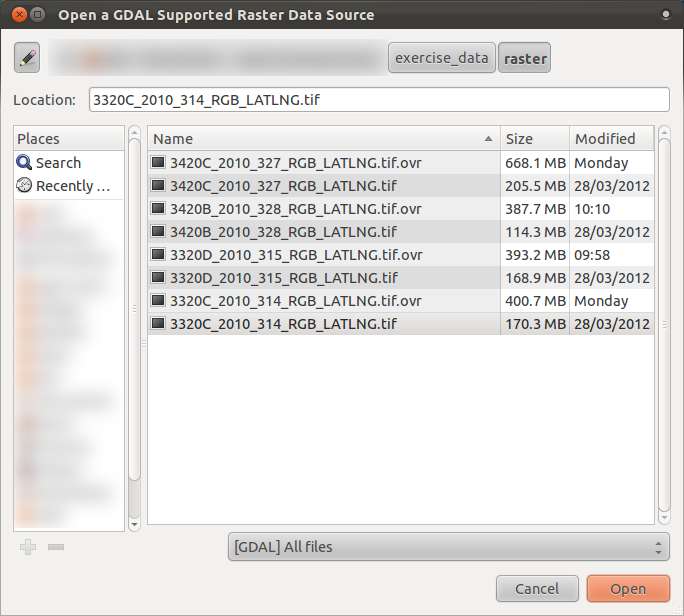 Open a GDAL Supported Raster Data Source
exercise_data raster
Location: 3320C_2010_314_RGB_LATLNG.tif
Places Name Size Modified
Search 3420C_2010_327_RGB_LATLNG.tif.ovr 668.1 MB Monday
Recently ... 3420C_2010_327_RGB_LATLNG.tif 205.5 MB 28/03/2012
3420B_2010_328_RGB_LATLNG.tif.ovr 387.7 MB 10:10
3420B_2010_328_RGB_LATLNG.tif 114.3 MB 28/03/2012
3320D_2010_315_RGB_LATLNG.tif.ovr 393.2 MB 09:58
3320D_2010_315_RGB_LATLNG.tif 168.9 MB 28/03/2012
3320C_2010_314_RGB_LATLNG.tif.ovr 400.7 MB Monday
3320C_2010_314_RGB_LATLNG.tif 170.3 MB 28/03/2012
[GDAL] All files
Cancel Open